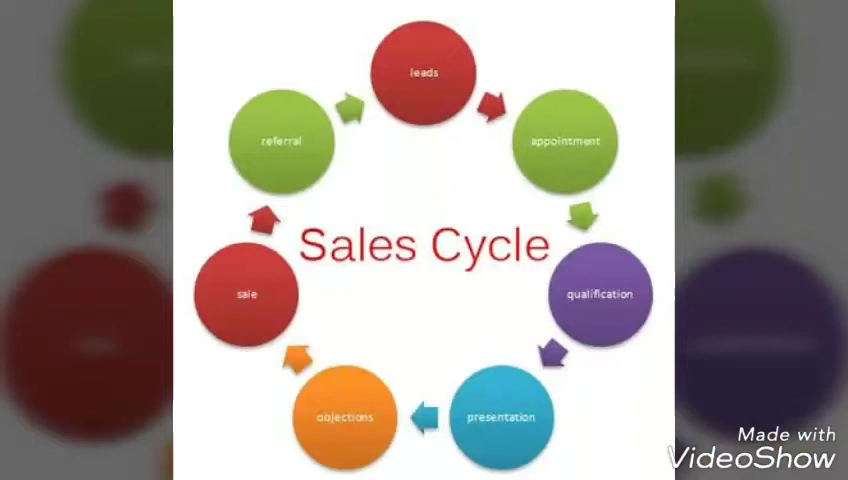 leads
appointment
qualification
presentation
objections
sale
referral
Sales Cycle
Made with
VideoShow